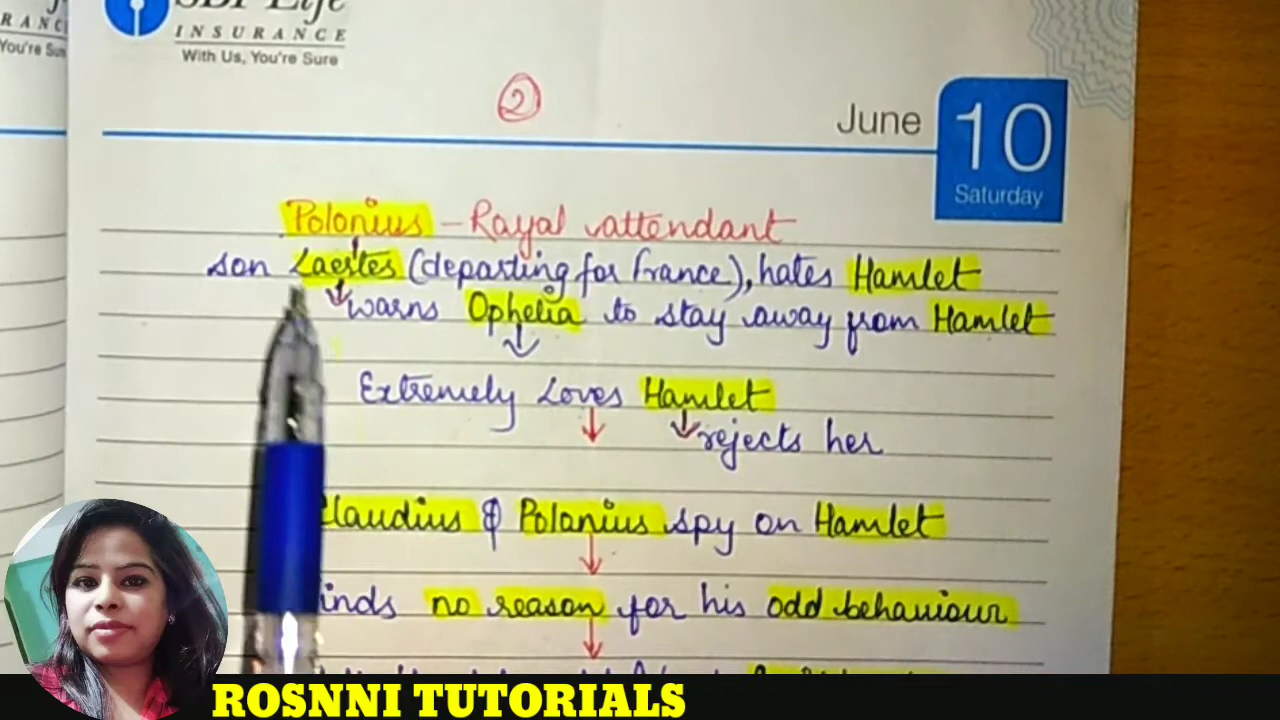 SBI Life
INSURANCE
With Us, You're Sure
②
June 10
Saturday
Polonius - Rayal attendant
son Laertes (departing for france), hates Hamlet
warns Ophelia to stay away from Hamlet
Extremely Loves Hamlet
rejects her
Claudius & Polonius spy on Hamlet
inds no reason for his odd behaviour
ROSNNI TUTORIALS